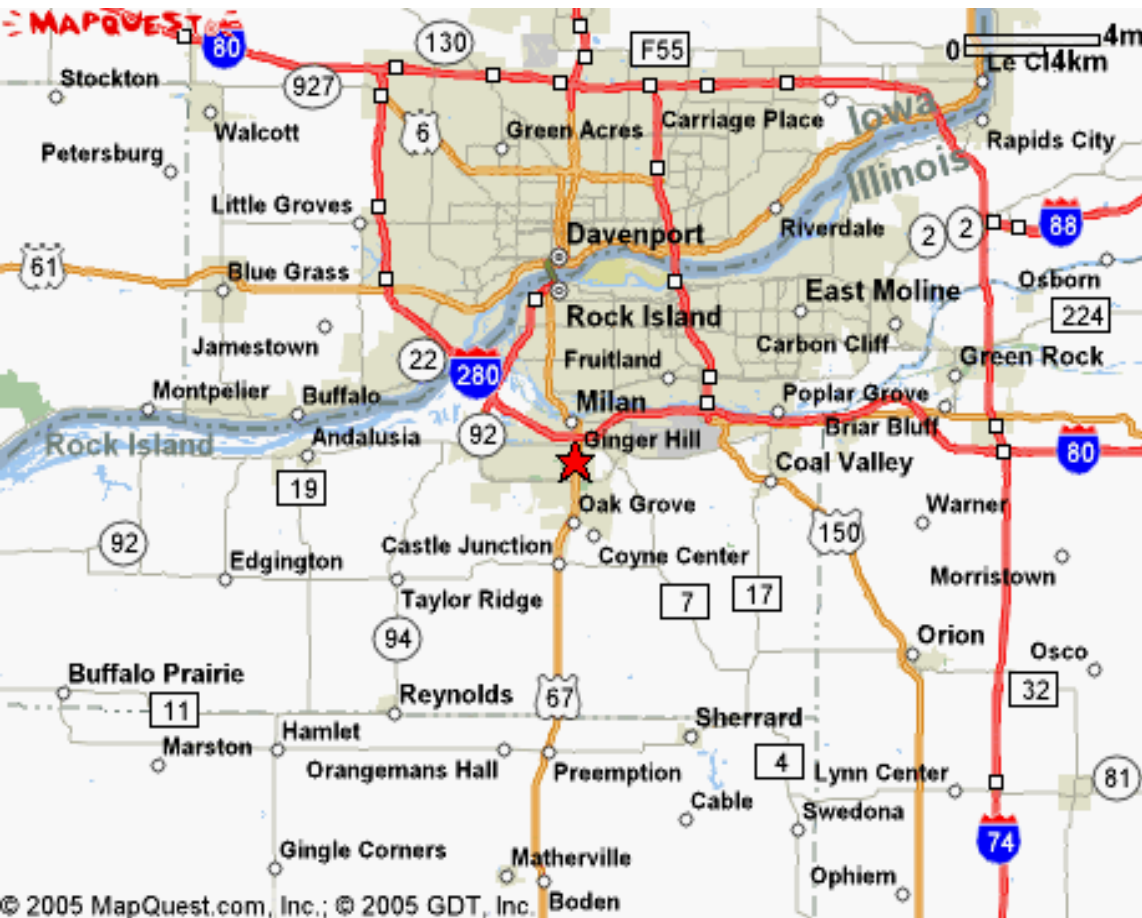 MAPQUEST
80
130
F55
0
4m
4km
Le Cl
Stockton
927
Walcott
6
Green Acres
Carriage Place
Iowa
Rapids City
Petersburg
Illinois
Little Groves
Riverdale
2
2
88
Davenport
61
Blue Grass
Osborn
East Moline
224
Rock Island
Jamestown
Carbon Cliff
22
280
Fruitland
Green Rock
Montpelier
Buffalo
Milan
Poplar Grove
Rock Island
Andalusia
92
Ginger Hill
Briar Bluff
80
19
Coal Valley
Oak Grove
Warner
92
150
Edgington
Castle Junction
Coyne Center
Morristown
Taylor Ridge
7
17
94
Orion
Osco
Buffalo Prairie
Reynolds
67
32
11
Sherrard
Marston
Hamlet
Orangemans Hall
Preemption
4
Lynn Center
81
Cable
Swedona
74
Gingle Corners
Matherville
Ophiem
Boden
© 2005 MapQuest.com, Inc.; © 2005 GDT, Inc.